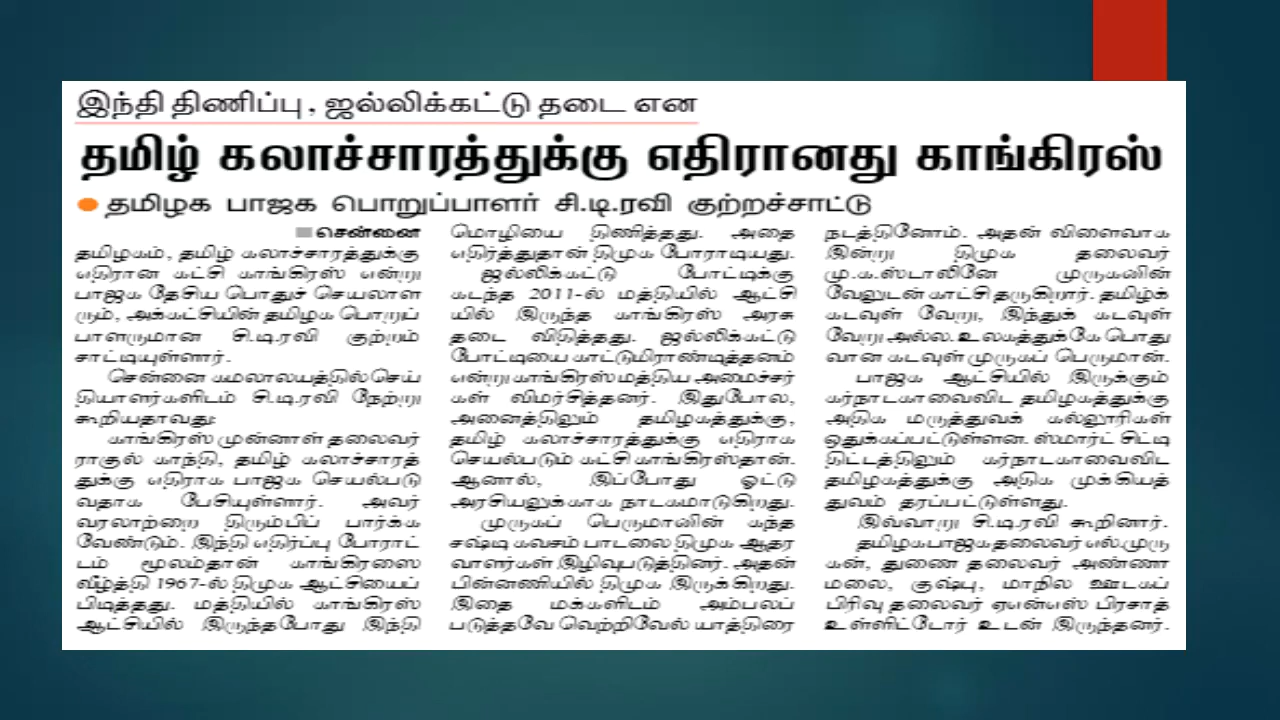 இந்தி திணிப்பு, ஜல்லிக்கட்டு தடை என
தமிழ் கலாச்சாரத்துக்கு எதிரானது காங்கிரஸ்
தமிழக பாஜக பொறுப்பாளர் சி.டி.ரவி குற்றச்சாட்டு
சென்னை
தமிழகம், தமிழ் கலாச்சாரத்துக்கு
எதிரான கட்சி காங்கிரஸ் என்று
பாஜக தேசிய பொதுச் செயலாள
ரும், அக்கட்சியின் தமிழக பொறுப்
பாளருமான சி.டி.ரவி குற்றம்
சாட்டியுள்ளார்.
சென்னை கமலாலயத்தில் செய்
தியாளர்களிடம் சி.டி.ரவி நேற்று
கூறியதாவது:
காங்கிரஸ் முன்னாள் தலைவர்
ராகுல் காந்தி, தமிழ் கலாச்சாரத்
துக்கு எதிராக பாஜக செயல்படு
வதாக பேசியுள்ளார். அவர்
வரலாற்றை திரும்பிப் பார்க்க
வேண்டும். இந்தி எதிர்ப்பு போராட்
டம் மூலம்தான் காங்கிரஸை
வீழ்த்தி 1967-ல் திமுக ஆட்சியைப்
பிடித்தது. மத்தியில் காங்கிரஸ்
ஆட்சியில் இருந்தபோது இந்தி
மொழியை திணித்தது. அதை
எதிர்த்துதான் திமுக போராடியது.
ஜல்லிக்கட்டு போட்டிக்கு
கடந்த 2011-ல் மத்தியில் ஆட்சி
யில் இருந்த காங்கிரஸ் அரசு
தடை விதித்தது. ஜல்லிக்கட்டு
போட்டியை காட்டுமிராண்டித்தனம்
என்று காங்கிரஸ் மத்திய அமைச்சர்
கள் விமர்சித்தனர். இதுபோல,
அனைத்திலும் தமிழகத்துக்கு,
தமிழ் கலாச்சாரத்துக்கு எதிராக
செயல்படும் கட்சி காங்கிரஸ்தான்.
ஆனால், இப்போது ஓட்டு
அரசியலுக்காக நாடகமாடுகிறது.
முருகப் பெருமானின் கந்த
சஷ்டி கவசம் பாடலை திமுக ஆதர
வாளர்கள் இழிவுபடுத்தினர். அதன்
பின்னணியில் திமுக இருக்கிறது.
இதை மக்களிடம் அம்பலப்
படுத்தவே வெற்றிவேல் யாத்திரை
நடத்தினோம். அதன் விளைவாக
இன்று திமுக தலைவர்
மு.க.ஸ்டாலினே முருகனின்
வேலுடன் காட்சி தருகிறார். தமிழ்க்
கடவுள் வேறு, இந்துக் கடவுள்
வேறு அல்ல. உலகத்துக்கே பொது
வான கடவுள் முருகப் பெருமான்.
பாஜக ஆட்சியில் இருக்கும்
கர்நாடகாவைவிட தமிழகத்துக்கு
அதிக மருத்துவக் கல்லூரிகள்
ஒதுக்கப்பட்டுள்ளன. ஸ்மார்ட் சிட்டி
திட்டத்திலும் கர்நாடகாவைவிட
தமிழகத்துக்கு அதிக முக்கியத்
துவம் தரப்பட்டுள்ளது.
இவ்வாறு சி.டி.ரவி கூறினார்.
தமிழக பாஜக தலைவர் எல்.முரு
கன், துணை தலைவர் அண்ணா
மலை, குஷ்பு, மாநில ஊடகப்
பிரிவு தலைவர் ஏஎன்எஸ் பிரசாத்
உள்ளிட்டோர் உடன் இருந்தனர்.